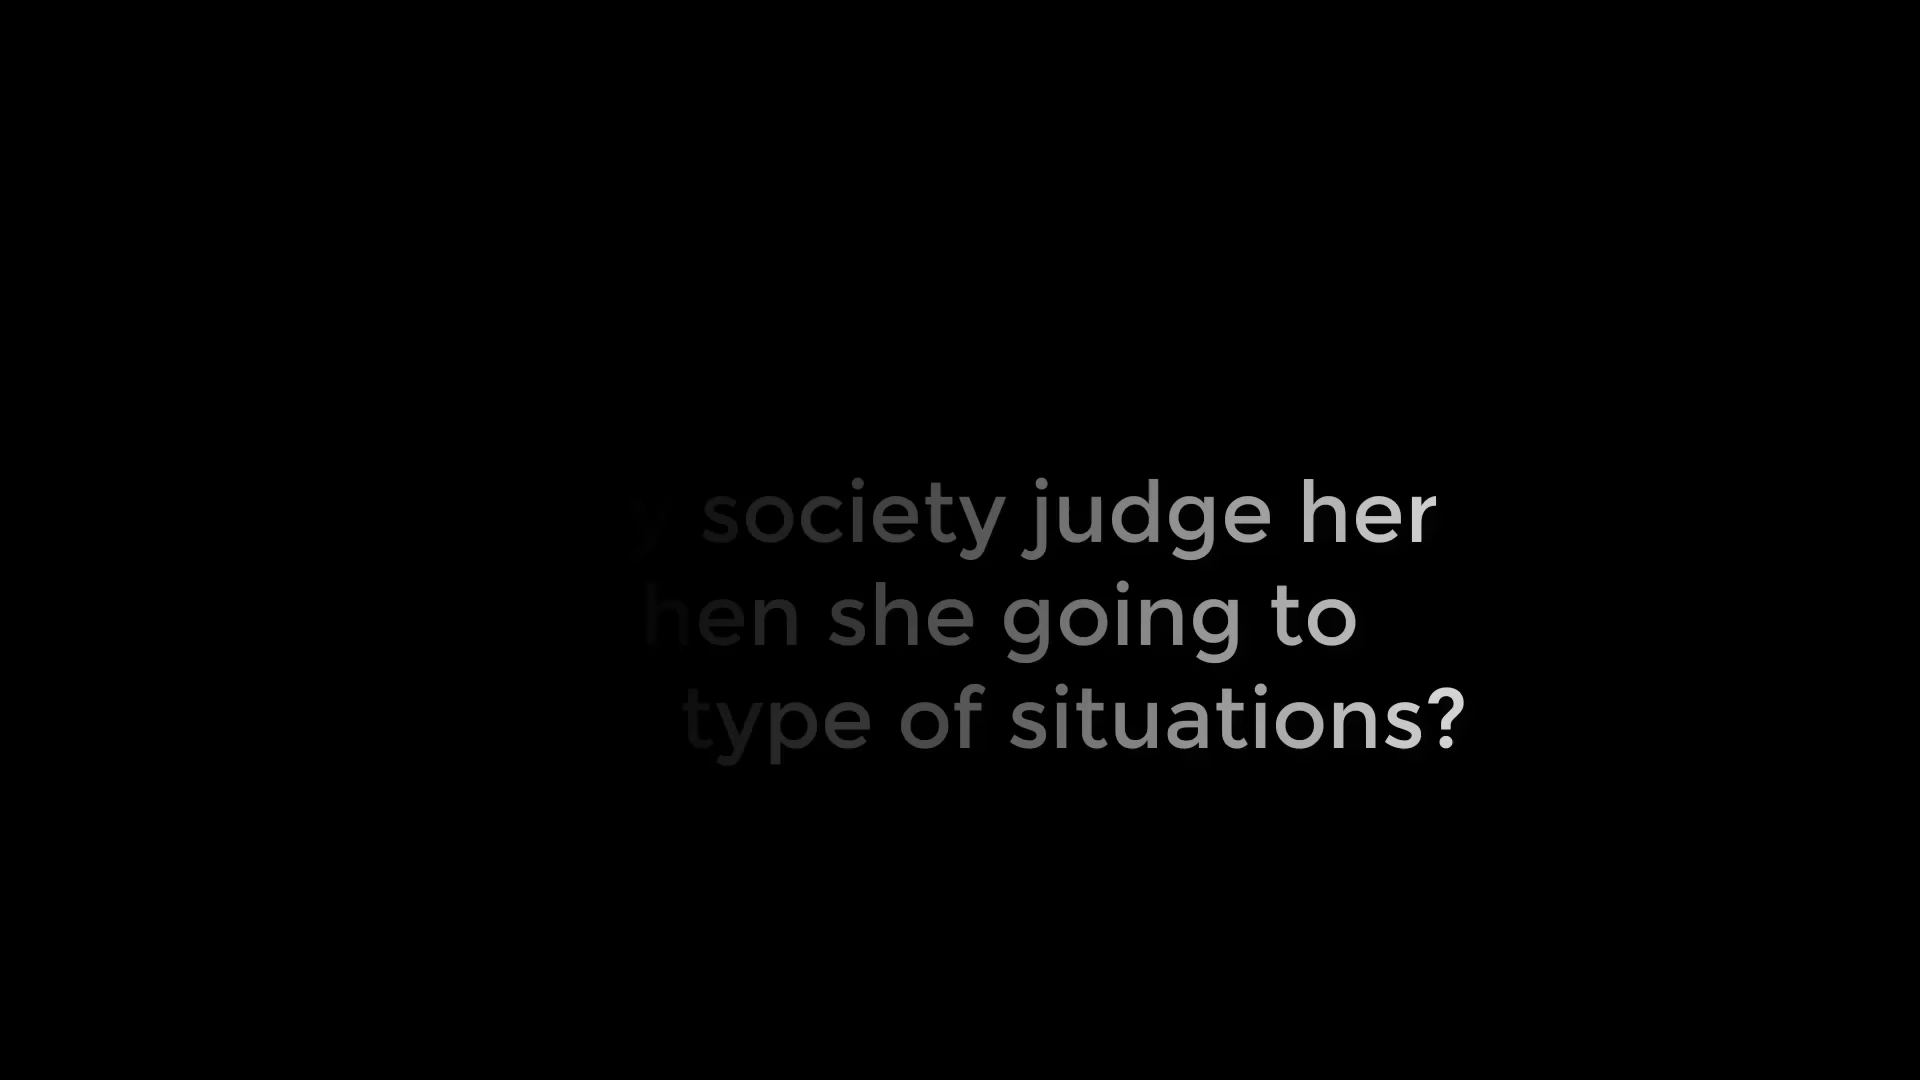 y society judge her
hen she going to
type of situations?